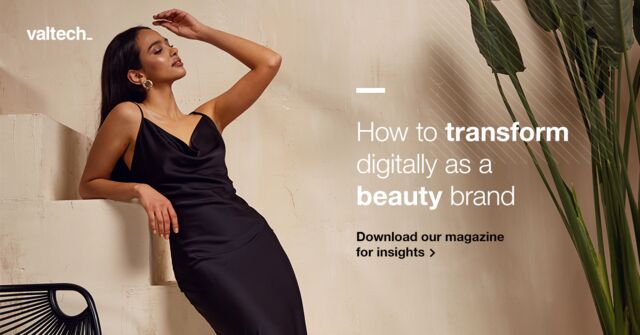 valtech_
How to transform
digitally as a
beauty brand
Download our magazine
for insights >